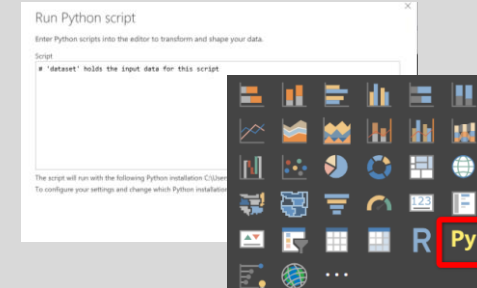 Run Python script
Enter Python scripts into the editor to transform and shape your data.
Script
# 'dataset' holds the input data for this script
The script will run with the following Python installation C:\User
To configure your settings and change which Python installation
123
R
Py